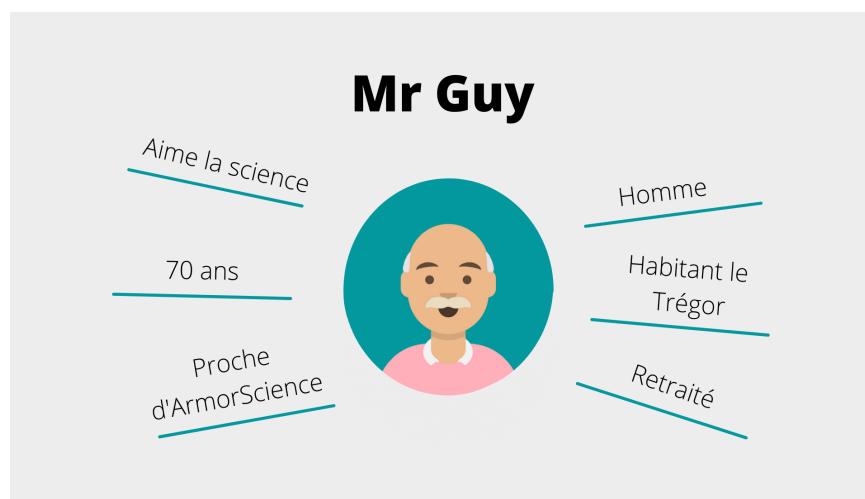 Mr Guy
Aime la science
70 ans
Proche
d'ArmorScience
Homme
Habitant le
Trégor
Retraité